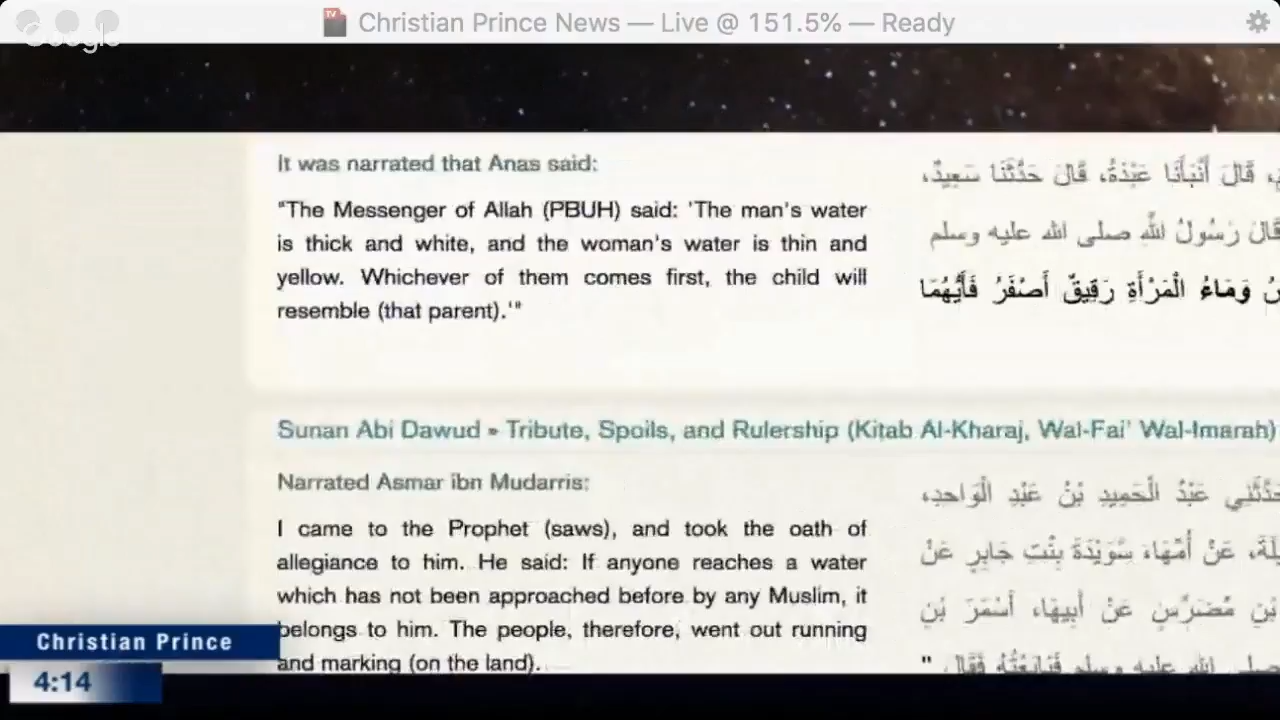 Christian Prince News — Live @ 151.5% — Ready
Google
It was narrated that Anas said:
"The Messenger of Allah (PBUH) said: 'The man's water
is thick and white, and the woman's water is thin and
yellow. Whichever of them comes first, the child will
resemble (that parent).'"
قَالَ أَنْبَأَنَا عَبْدَةُ، قَالَ حَدَّثَنَا سَعِيدٌ،
قَالَ رَسُولُ اللَّهِ صلى الله عليه وسلم
وَمَاءُ الْمَرْأَةِ رَقِيقٌ أَصْفَرُ فَأَيُّهُمَا
Sunan Abi Dawud » Tribute, Spoils, and Rulership (Kitab Al-Kharaj, Wal-Fai' Wal-Imarah)
Narrated Asmar ibn Mudarris:
I came to the Prophet (saws), and took the oath of
allegiance to him. He said: If anyone reaches a water
which has not been approached before by any Muslim, it
belongs to him. The people, therefore, went out running
and marking (on the land).
عَبْدُ الْحَمِيدِ بْنُ عَبْدِ الْوَاحِدِ،
عَنْ أُمِّهَا، سُوَيْدَةَ بِنْتِ جَابِرٍ عَنْ
مُضَرِّسٍ عَنْ أَبِيهَا، أَسْمَرَ بْنِ
الله عليه وسلم فَبَايَعْتُهُ فَقَالَ "
Christian Prince
4:14